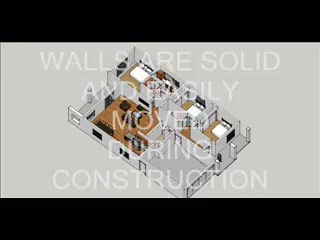 WALLS ARE SOLID
AND EASILY
MOVED
DURING
CONSTRUCTION